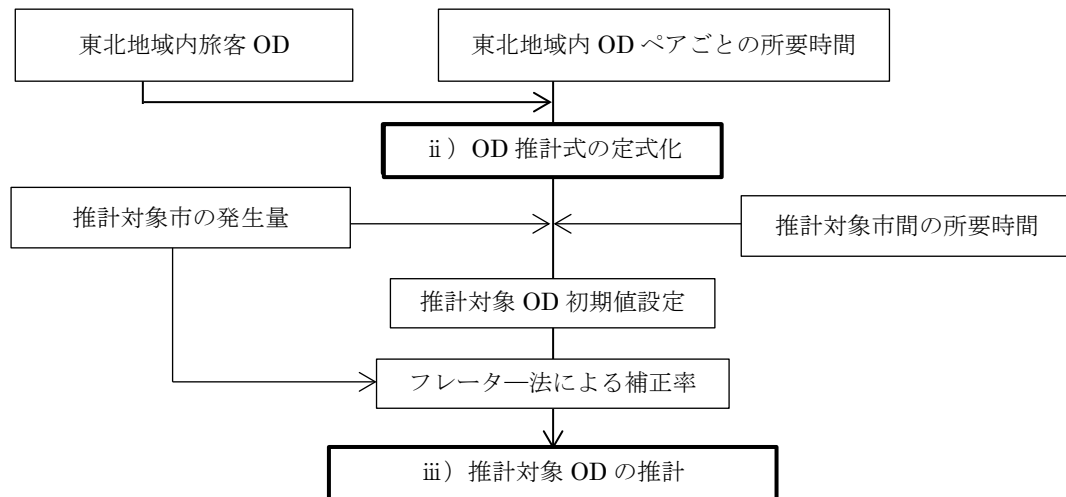 東北地域内旅客 OD
東北地域内 OD ペアごとの所要時間
ⅱ）OD 推計式の定式化
推計対象市の発生量
推計対象市間の所要時間
推計対象 OD 初期値設定
フレーター法による補正率
ⅲ）推計対象 OD の推計